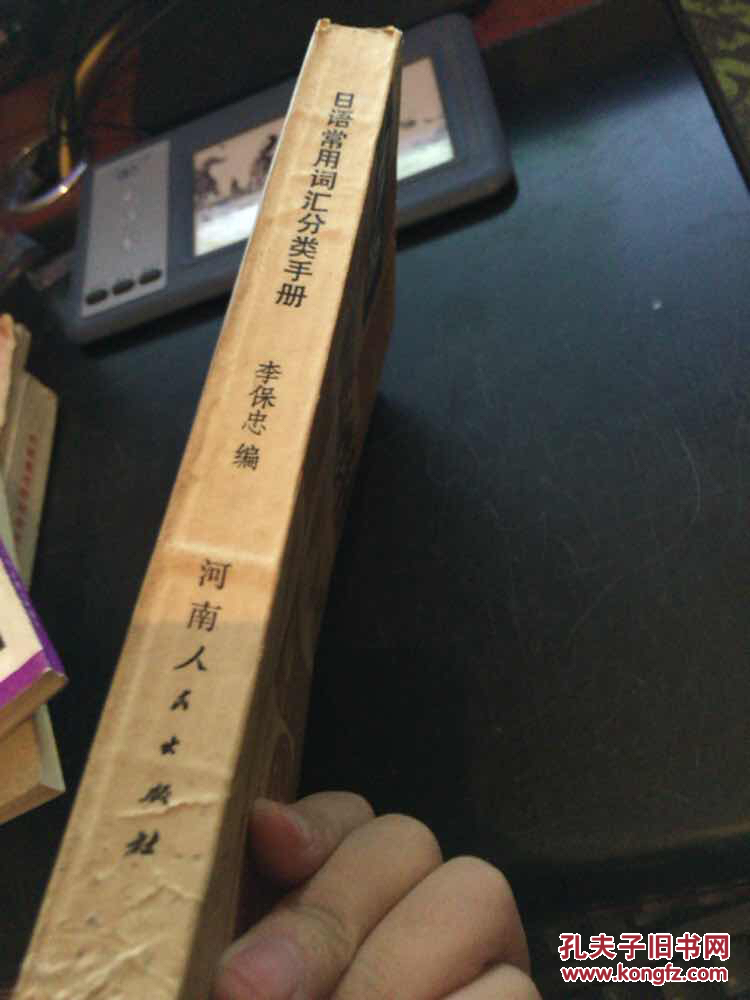 日语常用词汇分类手册
李保忠 编
河南人民出版社
孔夫子旧书网
www.kongfz.com